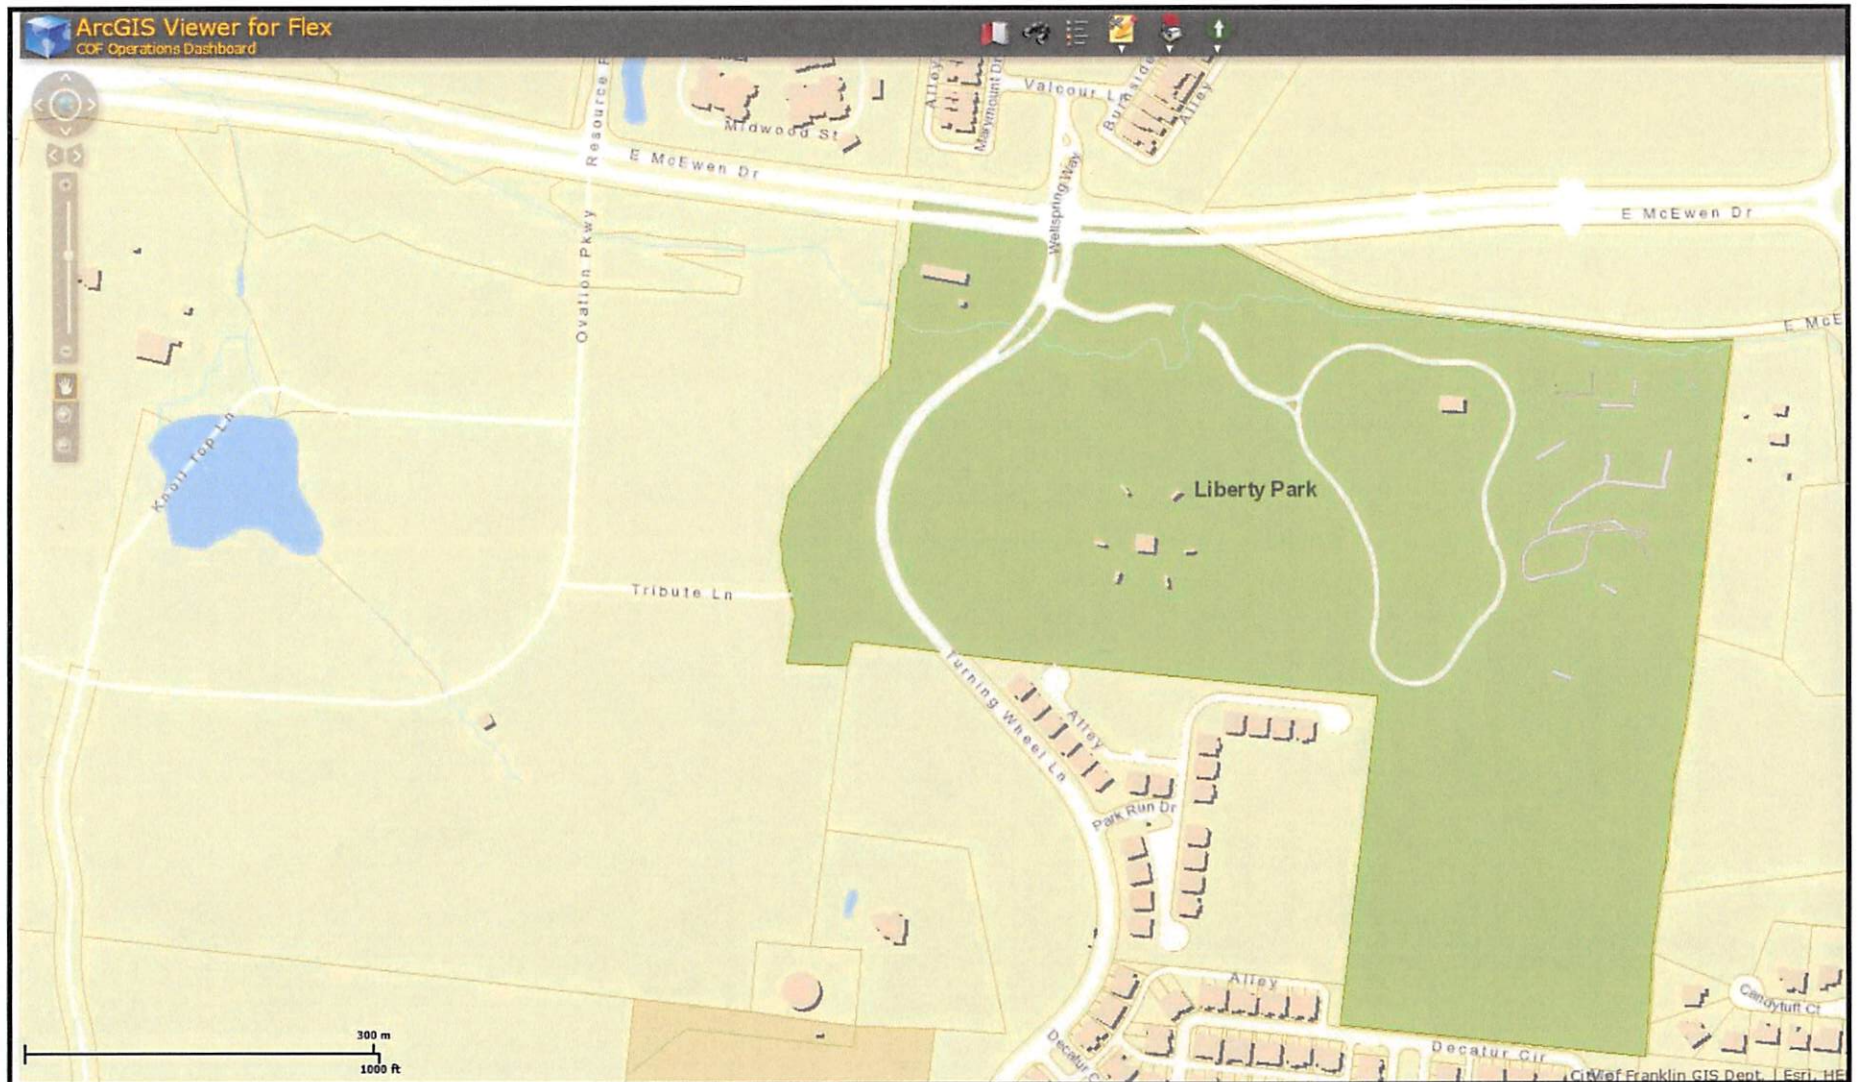 ArcGIS Viewer for Flex
COF Operations Dashboard
Resource
Alley
Marymount Dr
Valcour Ln
Burnside
Alley
Midwood St
E McEwen Dr
Wellspring Way
E McEwen Dr
Ovation Pkwy
E McE
Knoll Top Ln
Liberty Park
Tribute Ln
Turning Wheel Ln
Alley
Park Run Dr
Alley
Candytuft Ct
Decatur C
Decatur Cir
300 m
1000 ft
of Franklin GIS Dept. | Esri, HE